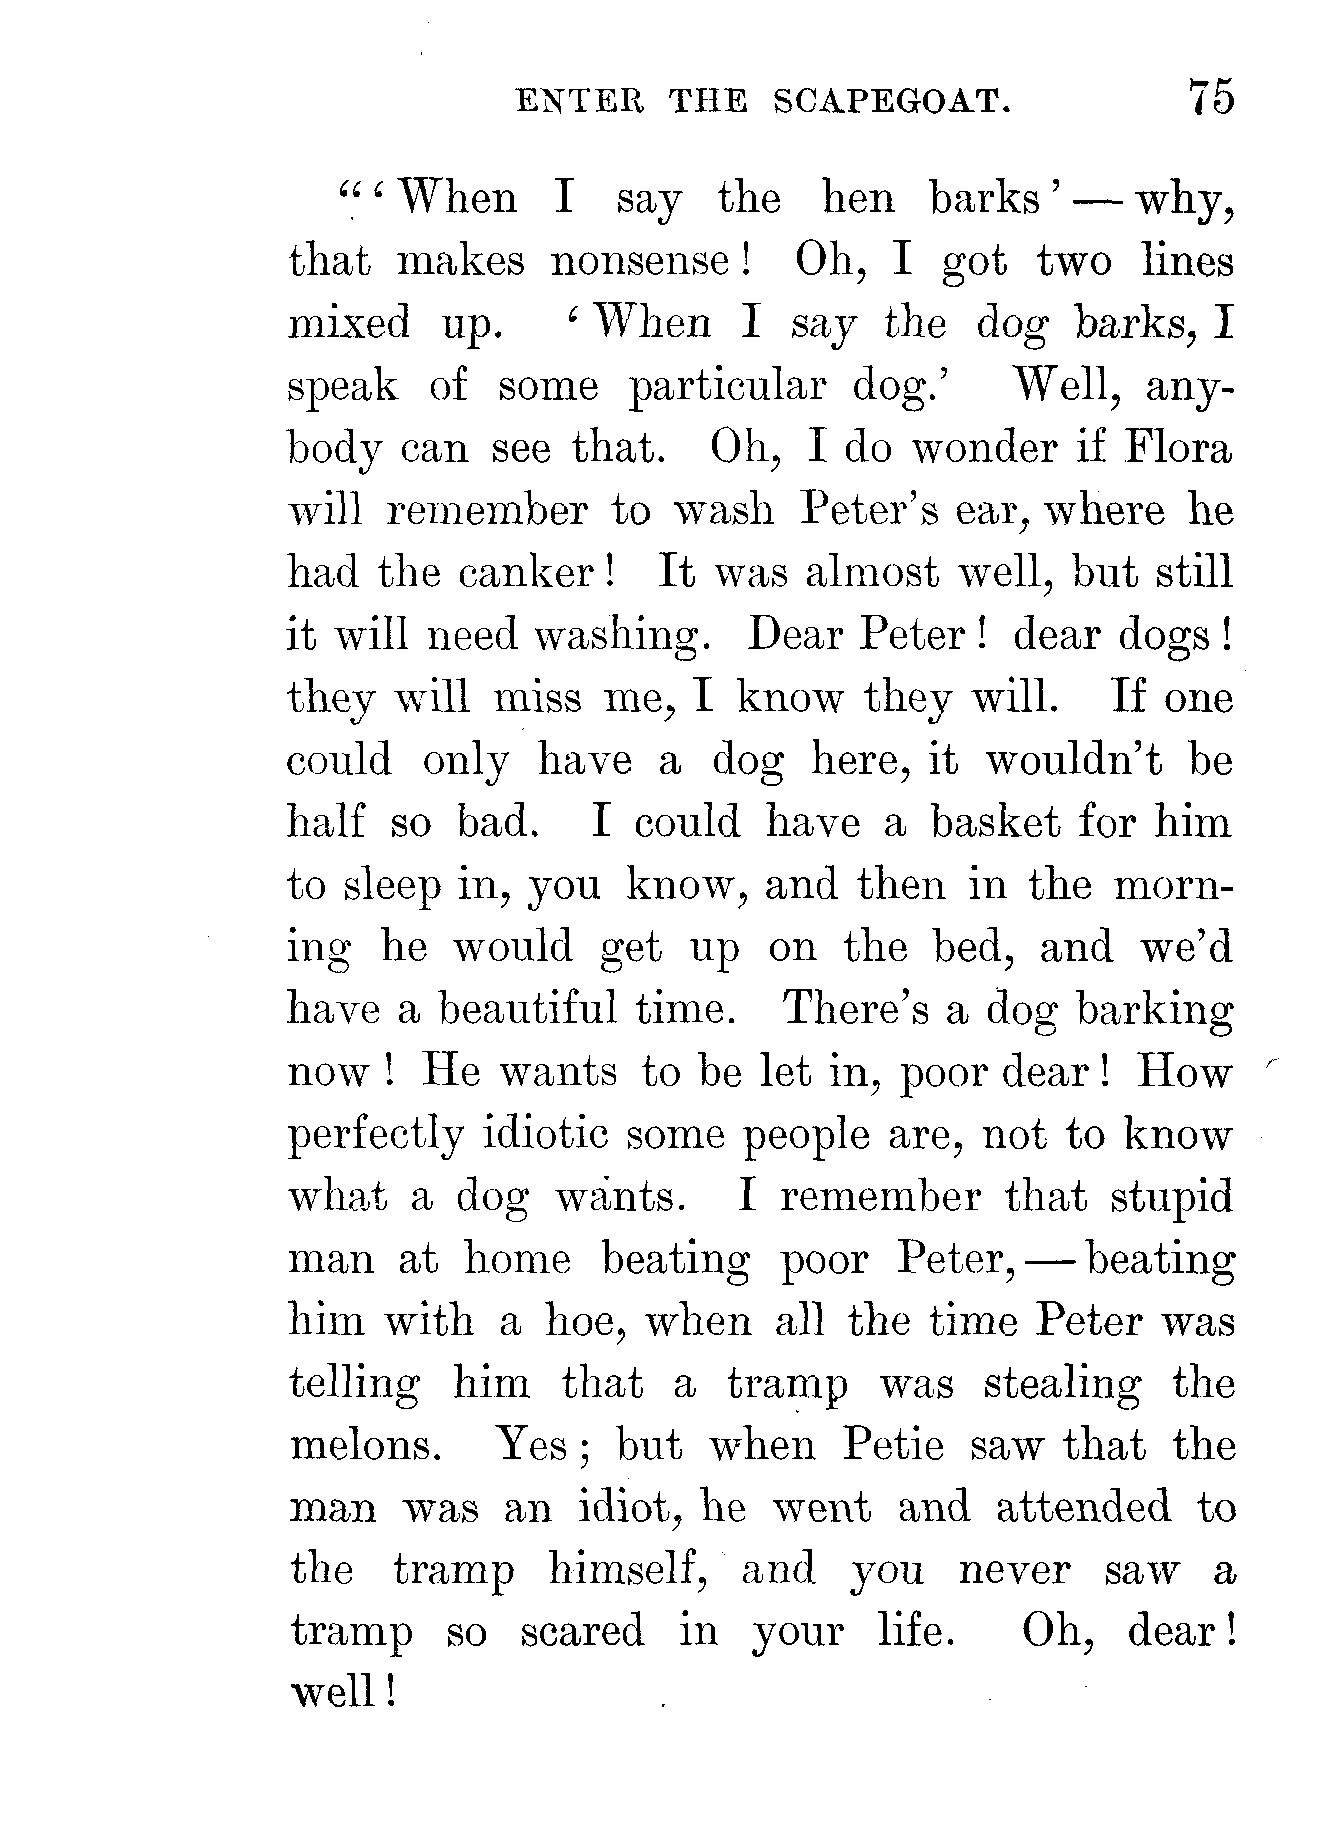 ENTER THE SCAPEGOAT. 75
"'When I say the hen barks'—why,
that makes nonsense! Oh, I got two lines
mixed up. 'When I say the dog barks, I
speak of some particular dog.' Well, any-
body can see that. Oh, I do wonder if Flora
will remember to wash Peter's ear, where he
had the canker! It was almost well, but still
it will need washing. Dear Peter! dear dogs!
they will miss me, I know they will. If one
could only have a dog here, it wouldn't be
half so bad. I could have a basket for him
to sleep in, you know, and then in the morn-
ing he would get up on the bed, and we'd
have a beautiful time. There's a dog barking
now! He wants to be let in, poor dear! How
perfectly idiotic some people are, not to know
what a dog wants. I remember that stupid
man at home beating poor Peter,—beating
him with a hoe, when all the time Peter was
telling him that a tramp was stealing the
melons. Yes; but when Petie saw that the
man was an idiot, he went and attended to
the tramp himself, and you never saw a
tramp so scared in your life. Oh, dear!
well!